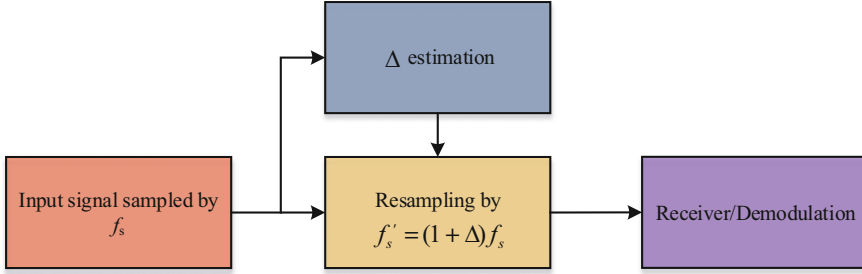 Δ estimation
Input signal sampled by
fₛ
Resampling by
fₛ′ = (1 + Δ)fₛ
Receiver/Demodulation